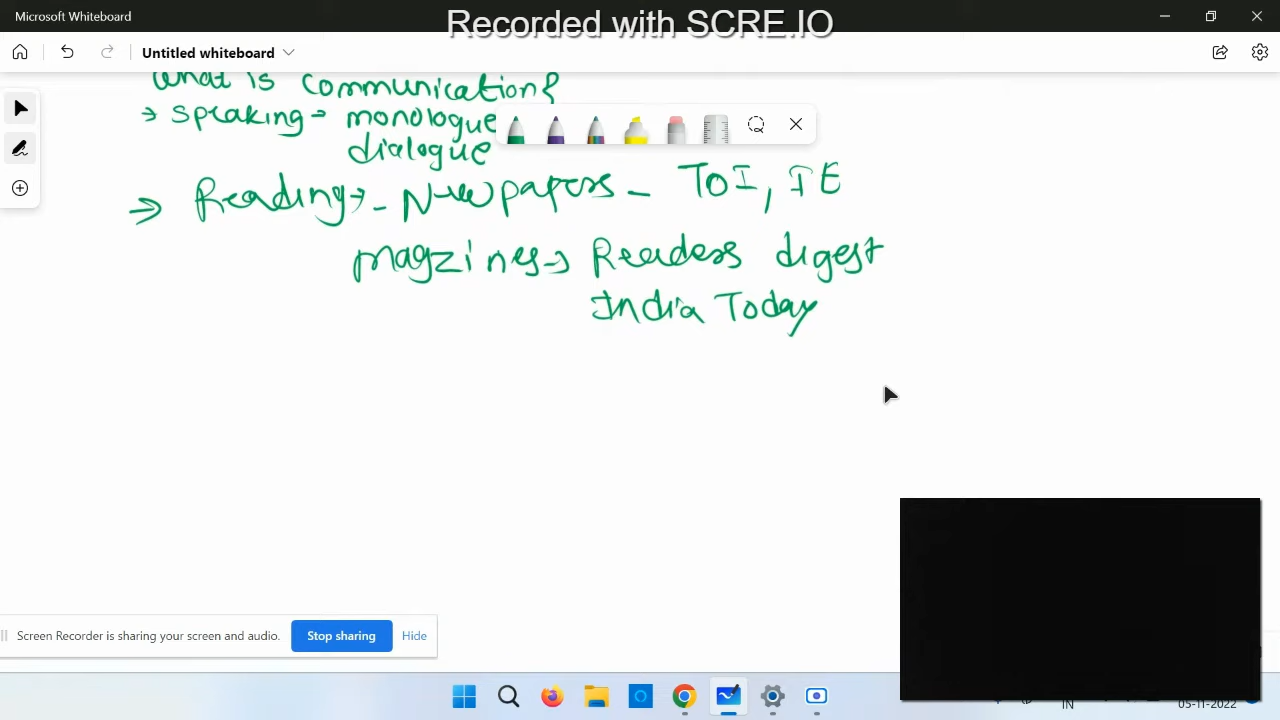 Microsoft Whiteboard
Recorded with SCRE.IO
Untitled whiteboard
What is communication?
→ Speaking → monologue
dialogue
⇒ Reading → - Newpapers - TOI, IE
magzines → Readers digest
India Today
Screen Recorder is sharing your screen and audio. Stop sharing Hide
IN 05-11-2022